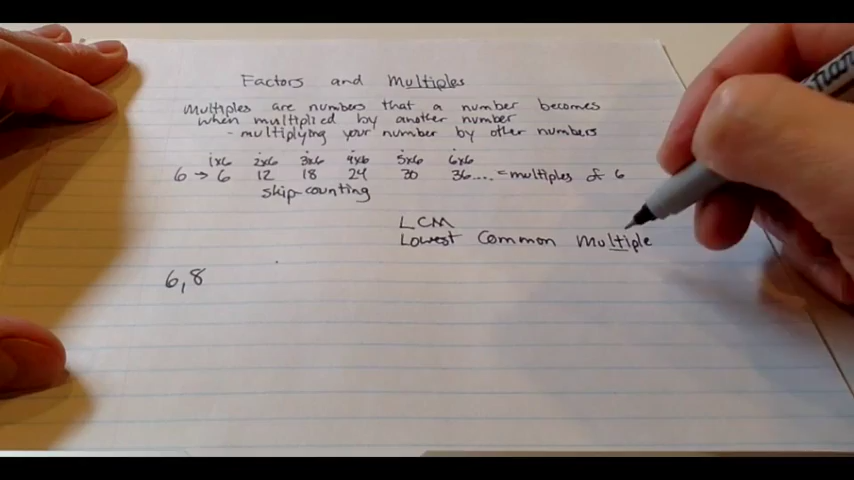 Factors and Multiples
Multiples are numbers that a number becomes
when multiplied by another number
- multiplying your number by other numbers
1x6 2x6 3x6 4x6 5x6 6x6
6 → 6 12 18 24 30 36.... = multiples of 6
skip-counting
LCM
Lowest Common Multiple
6,8